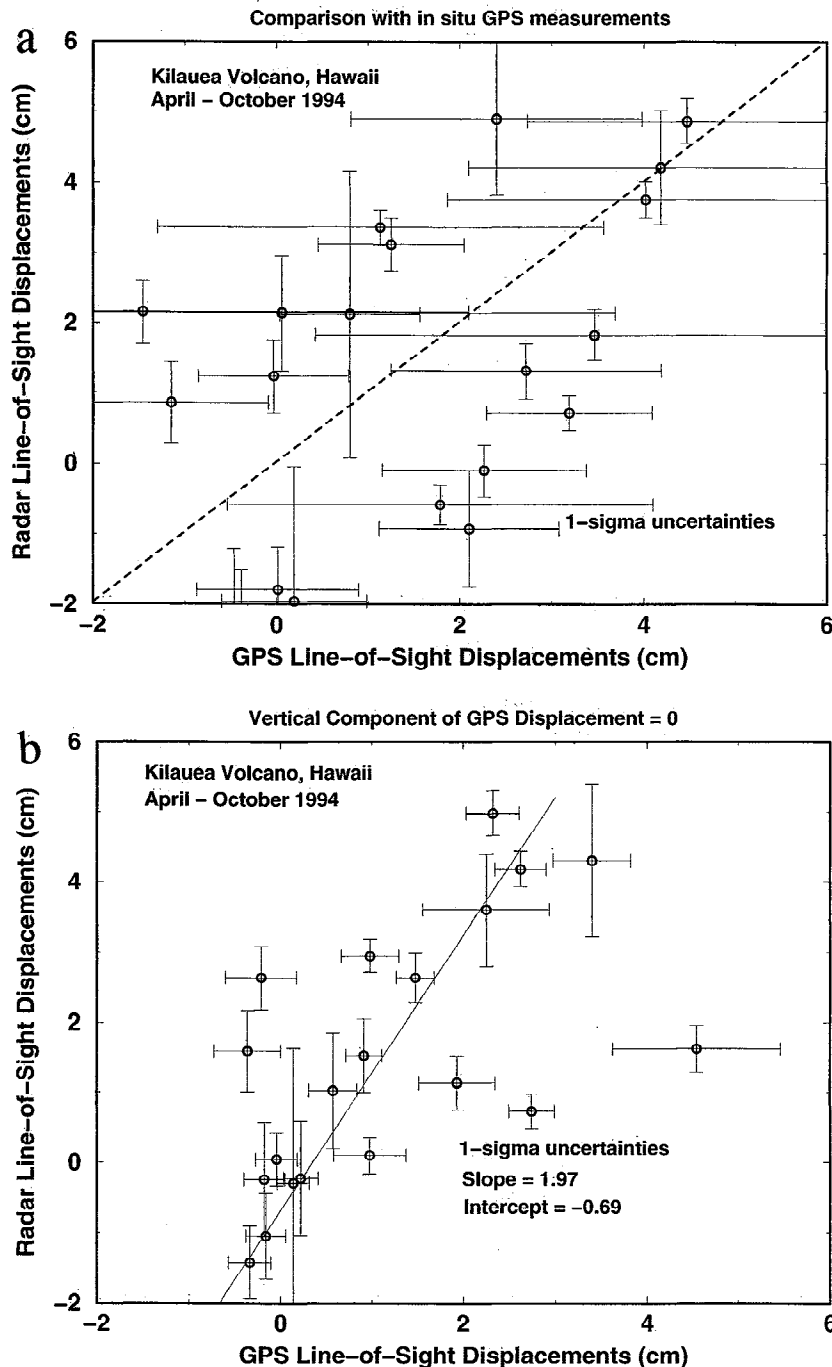 Comparison with in situ GPS measurements
a
6
Kilauea Volcano, Hawaii
April – October 1994
4
2
0
1–sigma uncertainties
−2
−2 0 2 4 6
Radar Line–of–Sight Displacements (cm)
GPS Line–of–Sight Displacements (cm)
Vertical Component of GPS Displacement = 0
b
6
Kilauea Volcano, Hawaii
April – October 1994
4
2
0
1–sigma uncertainties
Slope = 1.97
Intercept = −0.69
−2
−2 0 2 4 6
Radar Line–of–Sight Displacements (cm)
GPS Line–of–Sight Displacements (cm)